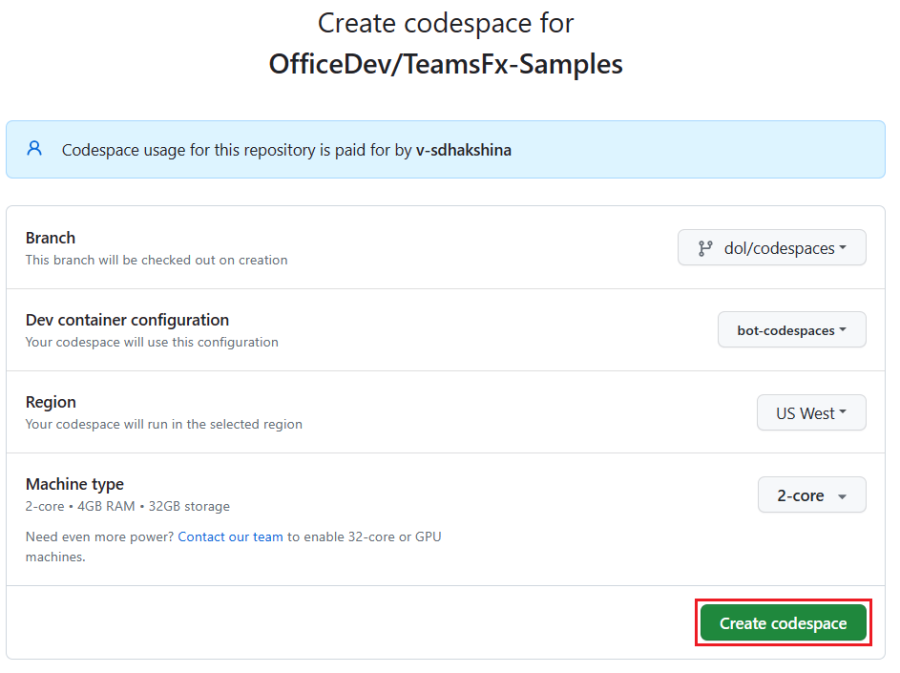 Create codespace for
OfficeDev/TeamsFx-Samples
Codespace usage for this repository is paid for by v-sdhakshina
Branch
This branch will be checked out on creation
dol/codespaces
Dev container configuration
Your codespace will use this configuration
bot-codespaces
Region
Your codespace will run in the selected region
US West
Machine type
2-core • 4GB RAM • 32GB storage
2-core
Need even more power? Contact our team to enable 32-core or GPU
machines.
Create codespace